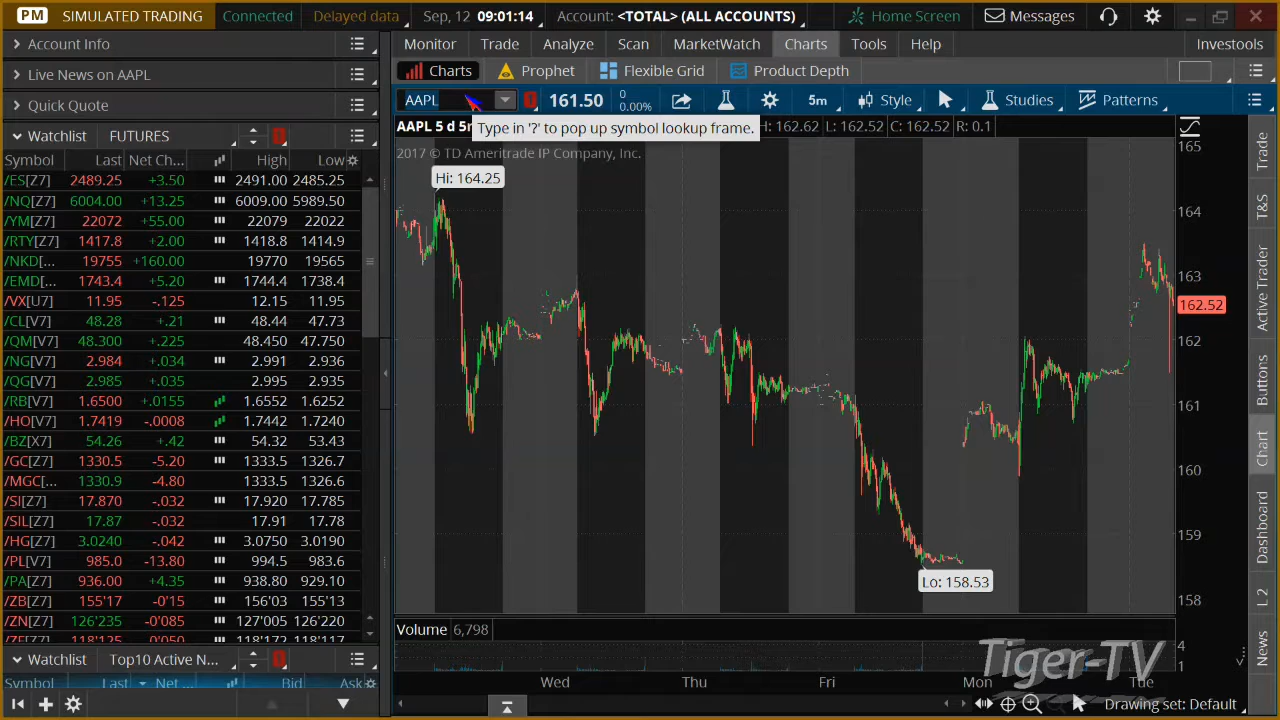 PM SIMULATED TRADING Connected Delayed data Sep, 12 09:01:14 Account: <TOTAL> (ALL ACCOUNTS) Home Screen Messages
Account Info
Live News on AAPL
Quick Quote
Watchlist FUTURES
Symbol Last Net Ch... High Low
/ES[Z7] 2489.25 +3.50 2491.00 2485.25
/NQ[Z7] 6004.00 +13.25 6009.00 5989.50
/YM[Z7] 22072 +55.00 22079 22022
/RTY[Z7] 1417.8 +2.00 1418.8 1414.9
/NKD[... 19755 +160.00 19770 19565
/EMD[... 1743.4 +5.20 1744.4 1738.4
/VX[U7] 11.95 -.125 12.15 11.95
/CL[V7] 48.28 +.21 48.44 47.73
/QM[V7] 48.300 +.225 48.450 47.750
/NG[V7] 2.984 +.034 2.991 2.936
/QG[V7] 2.985 +.035 2.995 2.935
/RB[V7] 1.6500 +.0155 1.6552 1.6252
/HO[V7] 1.7419 -.0008 1.7442 1.7240
/BZ[X7] 54.26 +.42 54.32 53.43
/GC[Z7] 1330.5 -5.20 1333.5 1326.7
/MGC[... 1330.9 -4.80 1333.5 1326.9
/SI[Z7] 17.870 -.032 17.920 17.785
/SIL[Z7] 17.87 -.032 17.91 17.78
/HG[Z7] 3.0240 -.042 3.0750 3.0190
/PL[V7] 985.0 -13.80 994.5 983.6
/PA[Z7] 936.00 +4.35 938.80 929.10
/ZB[Z7] 155'17 -0'15 156'03 155'12
/ZN[Z7] 126'235 -0'085 127'005 126'220
/ZF[Z7] 118'125 -0'050 118'172 118'117
Watchlist Top10 Active N...
Symbol Last Net ... Bid Ask
Monitor Trade Analyze Scan MarketWatch Charts Tools Help Investools
Charts Prophet Flexible Grid Product Depth
AAPL 161.50 0 0.00% 5m Style Studies Patterns
Type in '?' to pop up symbol lookup frame.
AAPL 5 d 5m H: 162.62 L: 162.52 C: 162.52 R: 0.1
2017 © TD Ameritrade IP Company, Inc.
Hi: 164.25
Lo: 158.53
165
164
163
162.52
162
161
160
159
158
Volume 6,798
4
1
Tiger-TV
Wed Thu Fri Mon Tue
Drawing set: Default
Trade
T&S
Active Trader
Buttons
Chart
Dashboard
L 2
News